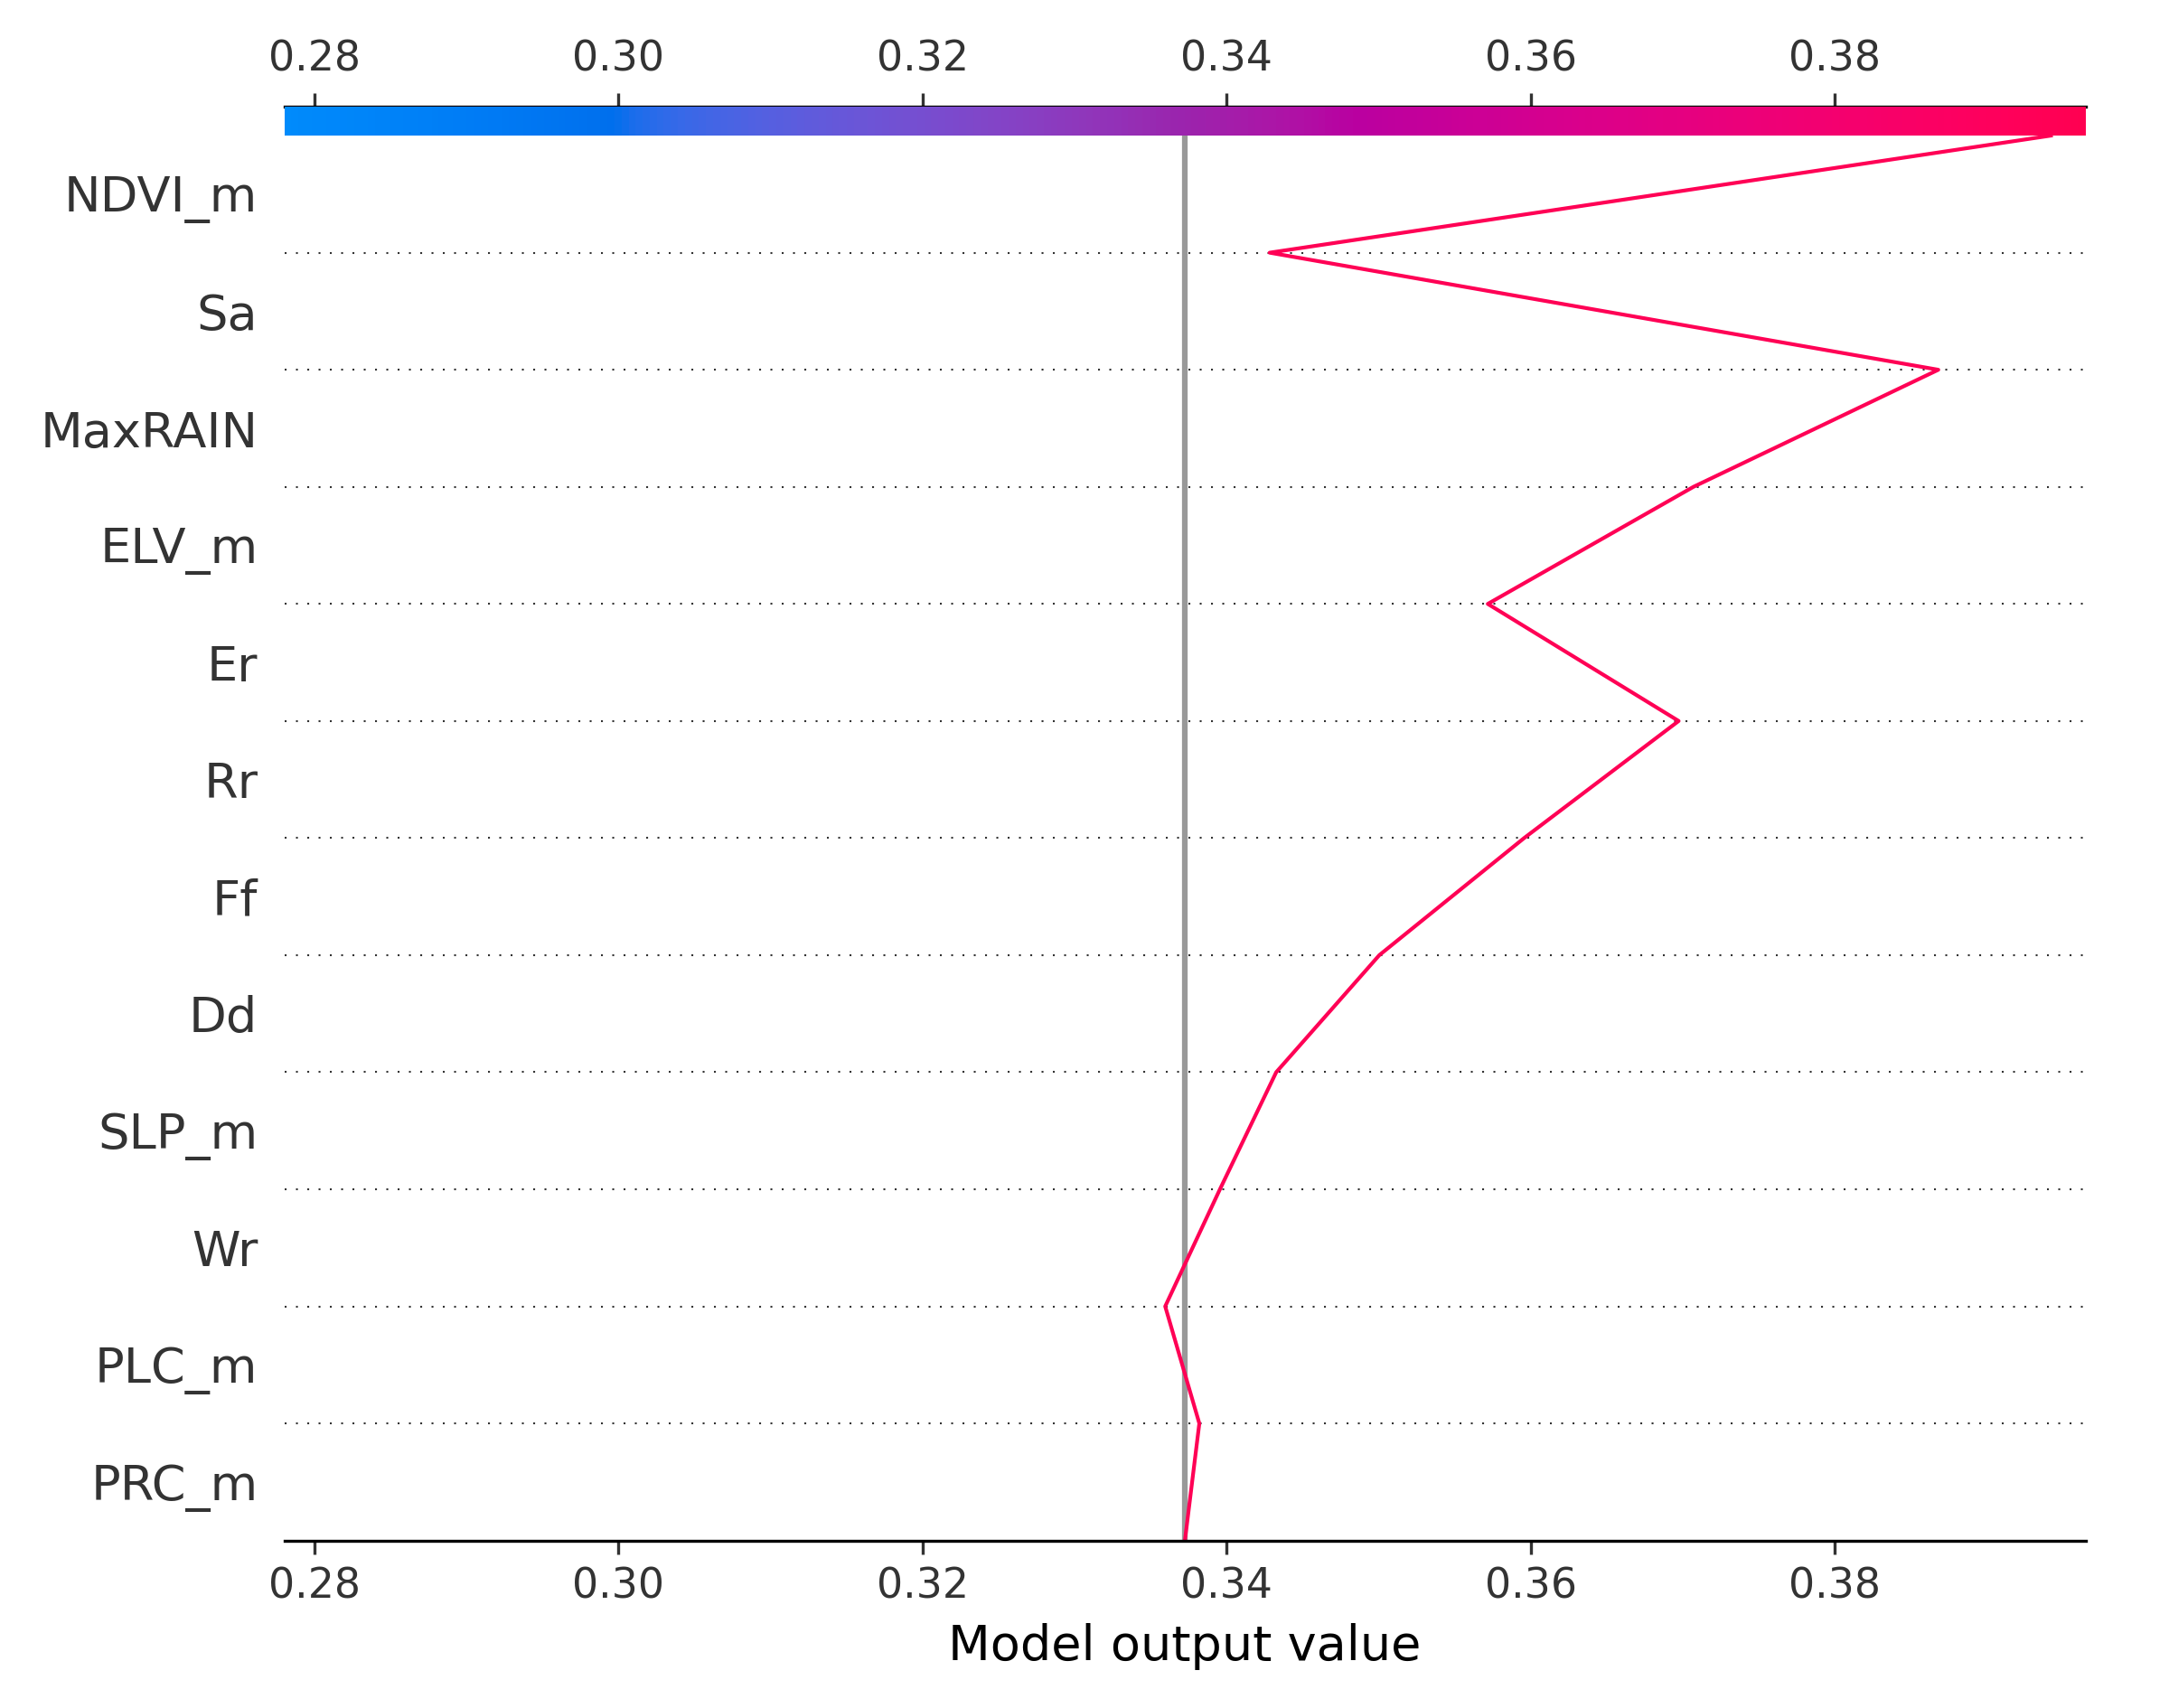 0.28 0.30 0.32 0.34 0.36 0.38
NDVI_m
Sa
MaxRAIN
ELV_m
Er
Rr
Ff
Dd
SLP_m
Wr
PLC_m
PRC_m
0.28 0.30 0.32 0.34 0.36 0.38
Model output value